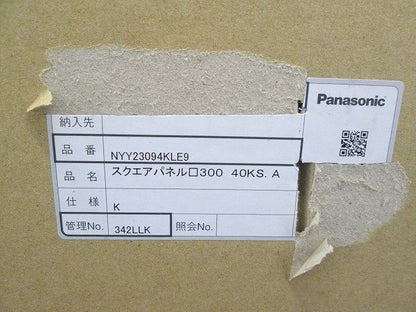 Panasonic
納入先
品 番 NYY23094KLE9
品 名 スクエアパネル□300 40KS. A
仕 様 K
管理No. 342LLK 照会No.